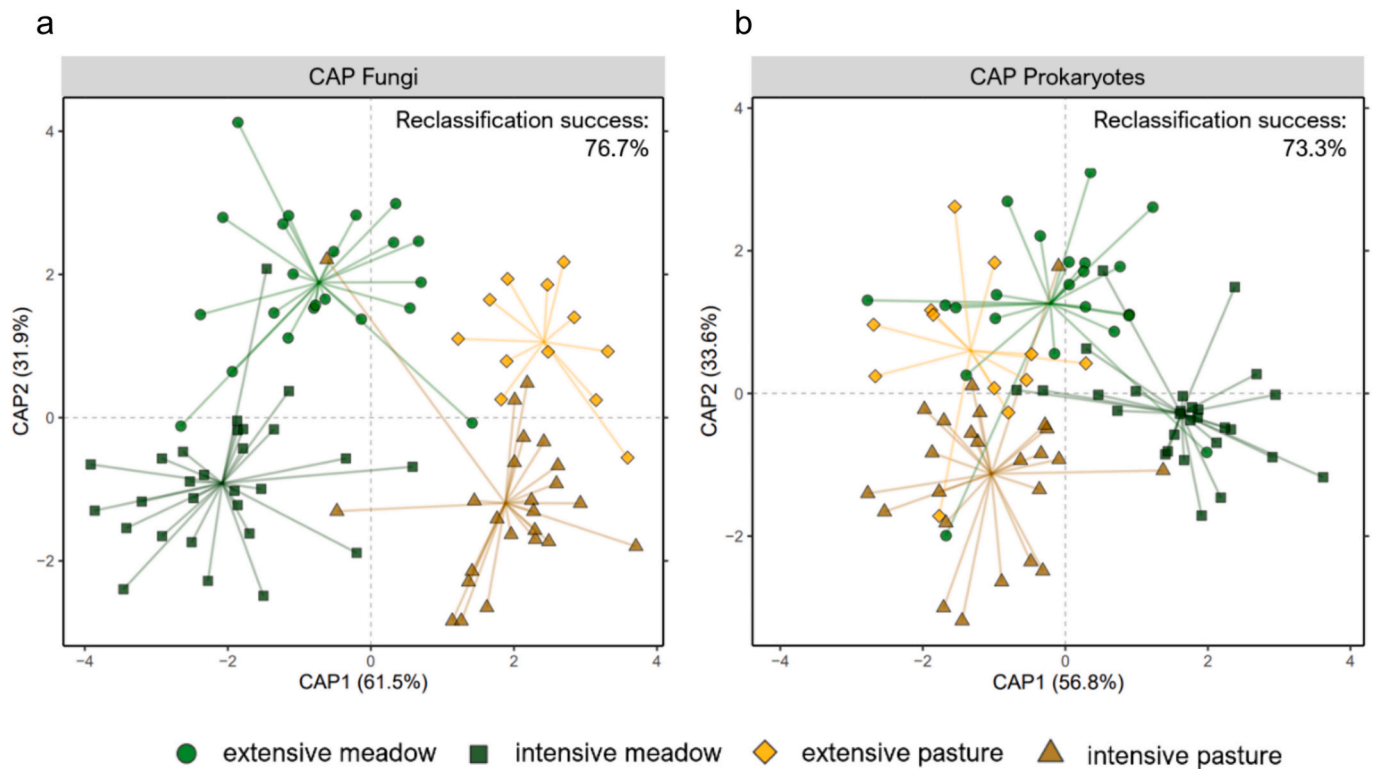 a
CAP Fungi
Reclassification success:
76.7%
4
2
0
−2
CAP2 (31.9%)
−4
−2
0
2
4
CAP1 (61.5%)
b
CAP Prokaryotes
Reclassification success:
73.3%
4
2
0
−2
CAP2 (33.6%)
−4
−2
0
2
4
CAP1 (56.8%)
extensive meadow
intensive meadow
extensive pasture
intensive pasture